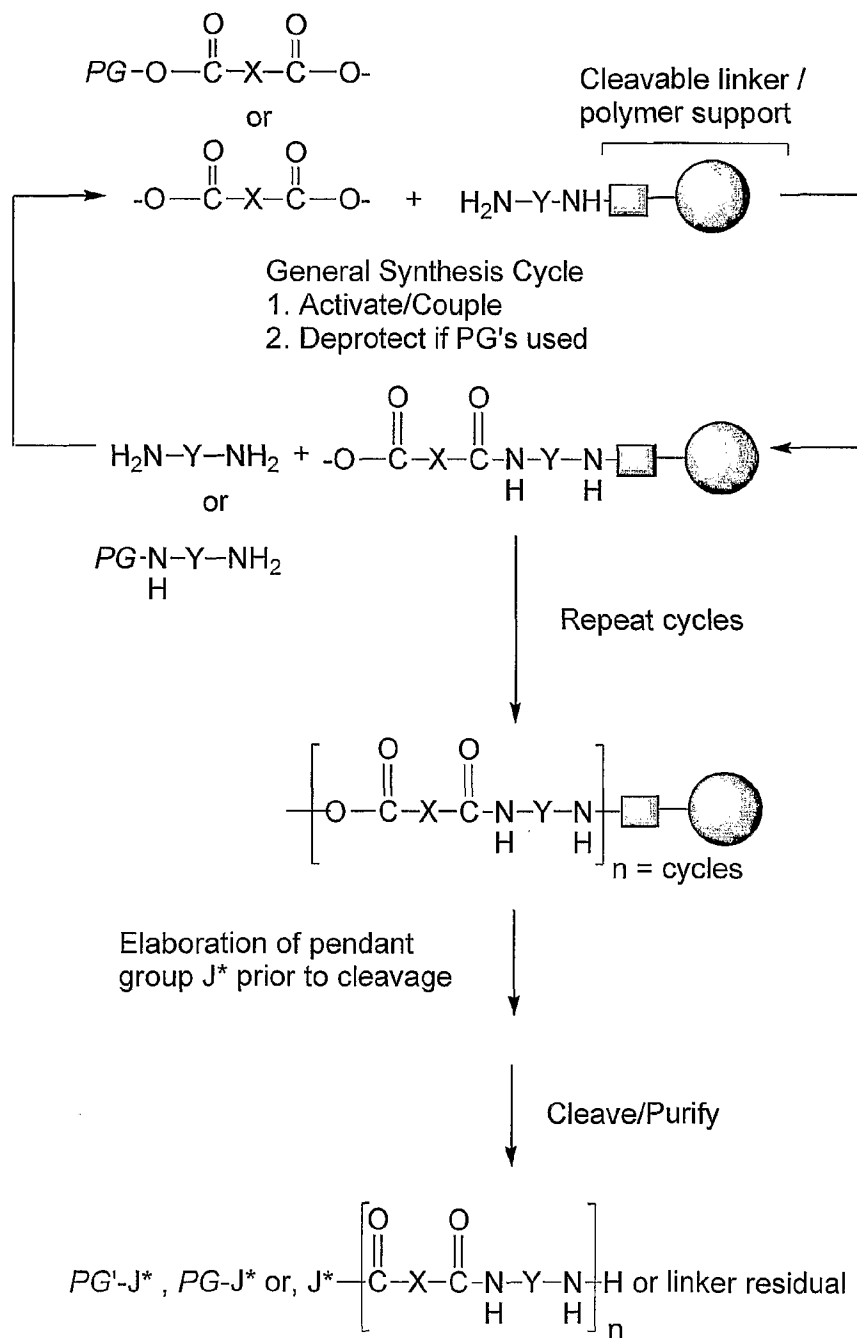 O O
PG-O-C-X-C-O-
or
Cleavable linker /
polymer support
O O
-O-C-X-C-O- + H₂N-Y-NH-
General Synthesis Cycle
1. Activate/Couple
2. Deprotect if PG's used
O O
H₂N-Y-NH₂ + -O-C-X-C-N-Y-N-
H H
or
PG-N-Y-NH₂
H
Repeat cycles
O O
-[O-C-X-C-N-Y-N]-
H H
n = cycles
Elaboration of pendant
group J* prior to cleavage
Cleave/Purify
O O
PG'-J* , PG-J* or, J*-[C-X-C-N-Y-N]-H or linker residual
H H
n